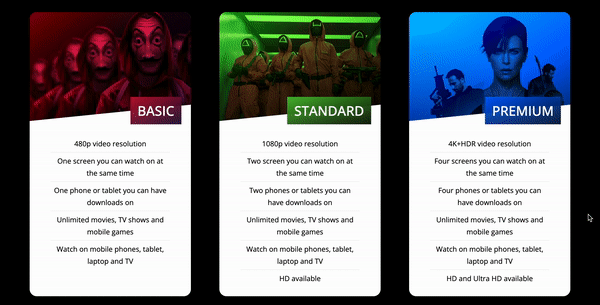 BASIC
480p video resolution
One screen you can watch on at
the same time
One phone or tablet you can have
downloads on
Unlimited movies, TV shows and
mobile games
Watch on mobile phones, tablet,
laptop and TV
STANDARD
1080p video resolution
Two screen you can watch on at
the same time
Two phones or tablets you can
have downloads on
Unlimited movies, TV shows and
mobile games
Watch on mobile phones, tablet,
laptop and TV
HD available
PREMIUM
4K+HDR video resolution
Four screens you can watch on at
the same time
Four phones or tablets you can
have downloads on
Unlimited movies, TV shows and
mobile games
Watch on mobile phones, tablet,
laptop and TV
HD and Ultra HD available